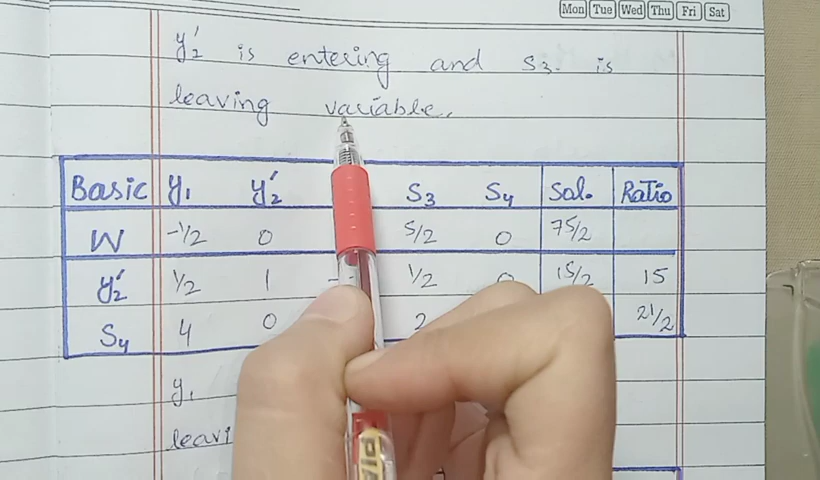 Mon Tue Wed Thu Fri Sat
y₂' is entering and S₃ is
leaving variable.
Basic y₁ y₂' S₃ S₄ Sol. Ratio
W -1/2 0 5/2 0 75/2
y₂' 1/2 1 1/2 0 15/2 15
S₄ 4 0 2 21/2
y₁
leavi